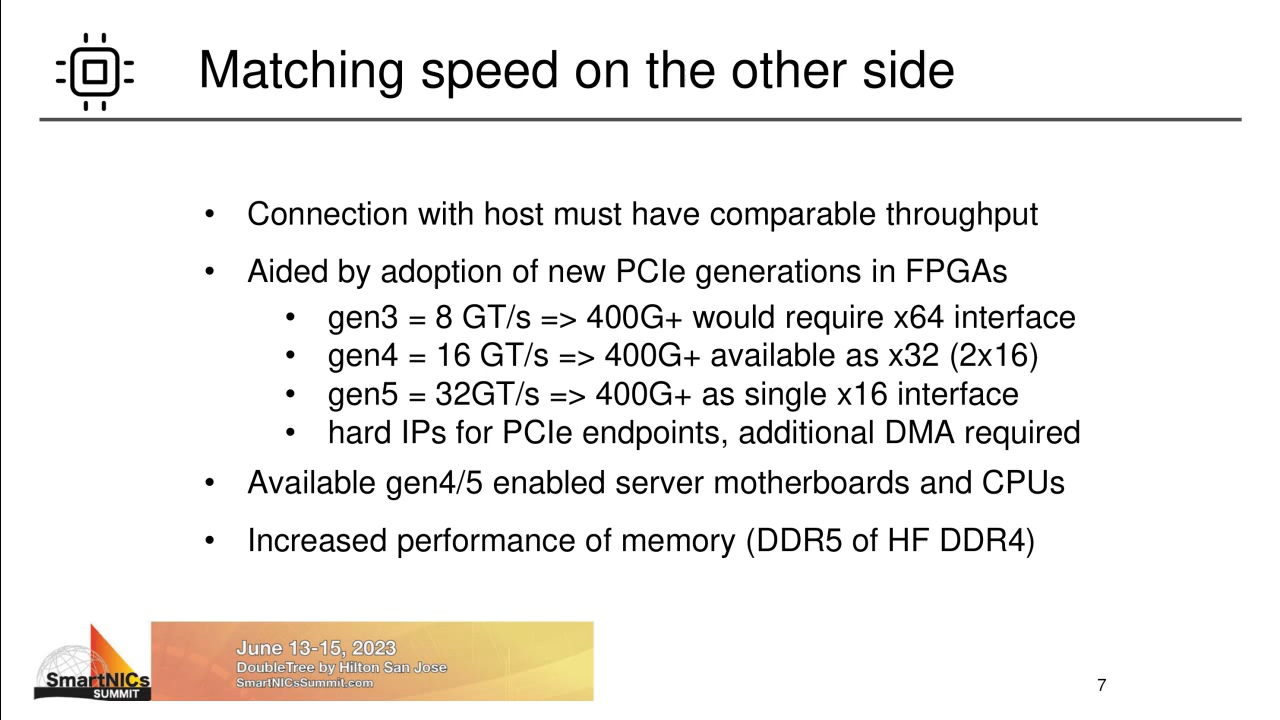 Matching speed on the other side
• Connection with host must have comparable throughput
• Aided by adoption of new PCIe generations in FPGAs
• gen3 = 8 GT/s => 400G+ would require x64 interface
• gen4 = 16 GT/s => 400G+ available as x32 (2x16)
• gen5 = 32GT/s => 400G+ as single x16 interface
• hard IPs for PCIe endpoints, additional DMA required
• Available gen4/5 enabled server motherboards and CPUs
• Increased performance of memory (DDR5 of HF DDR4)
SmartNICs
SUMMIT
June 13-15, 2023
DoubleTree by Hilton San Jose
SmartNICsSummit.com
7